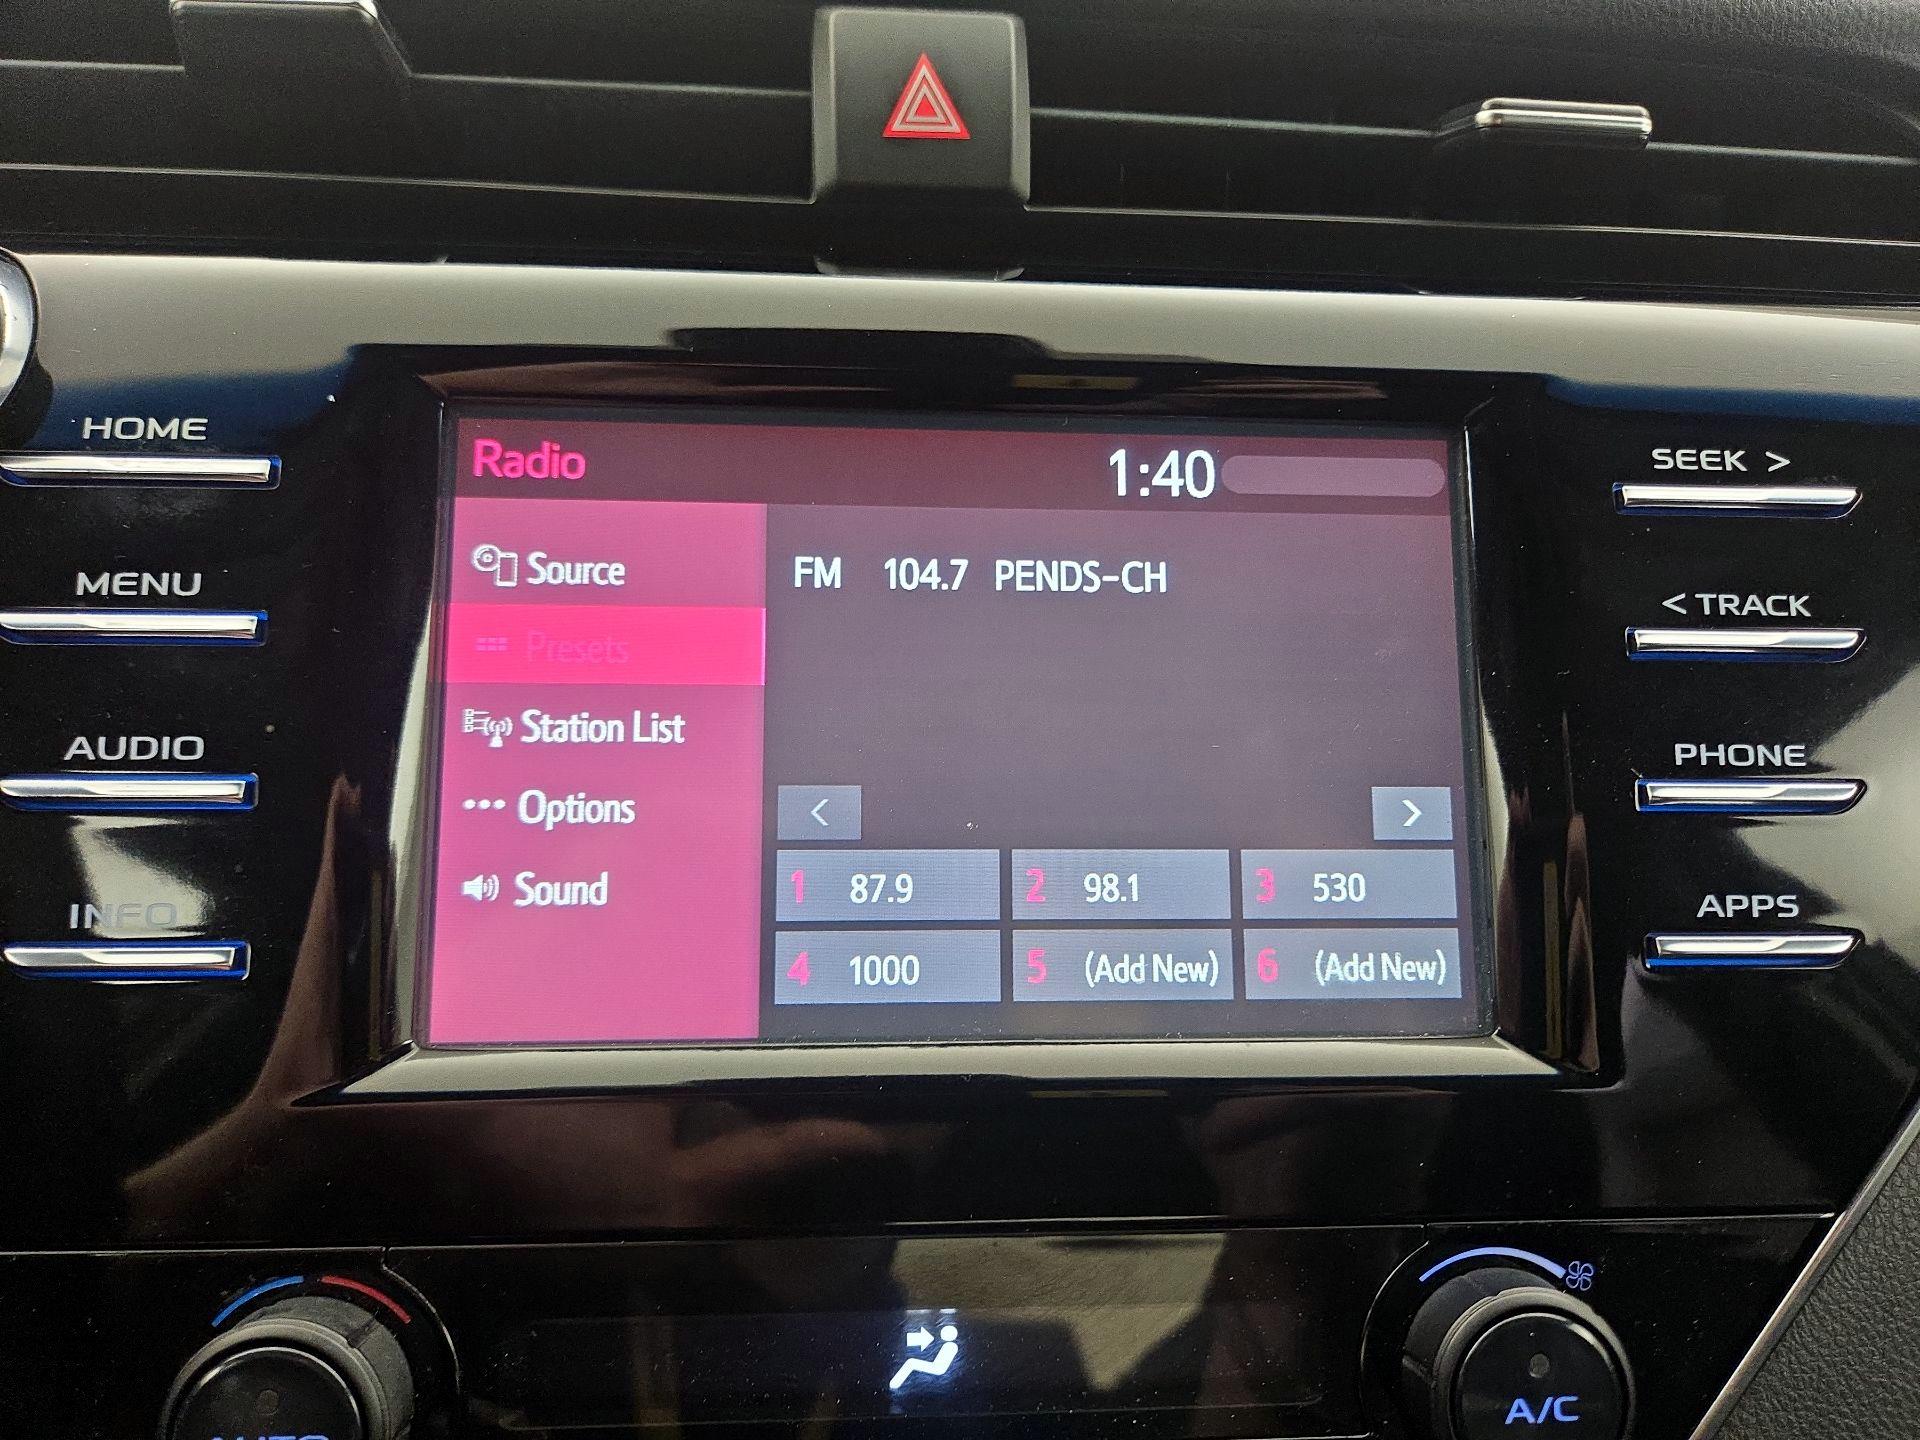 HOME
MENU
AUDIO
INFO
Radio
1:40
Source
Presets
Station List
Options
Sound
FM 104.7 PENDS-CH
<
>
1 87.9
2 98.1
3 530
4 1000
5 (Add New)
6 (Add New)
SEEK >
< TRACK
PHONE
APPS
AUTO
A/C